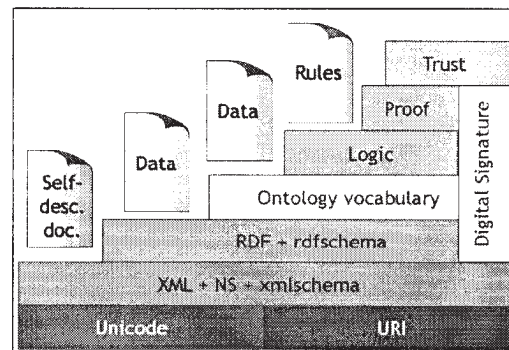 Rules
Trust
Data
Proof
Data
Logic
Self-
desc.
doc.
Ontology vocabulary
Digital Signature
RDF + rdfschema
XML + NS + xmlschema
Unicode
URI